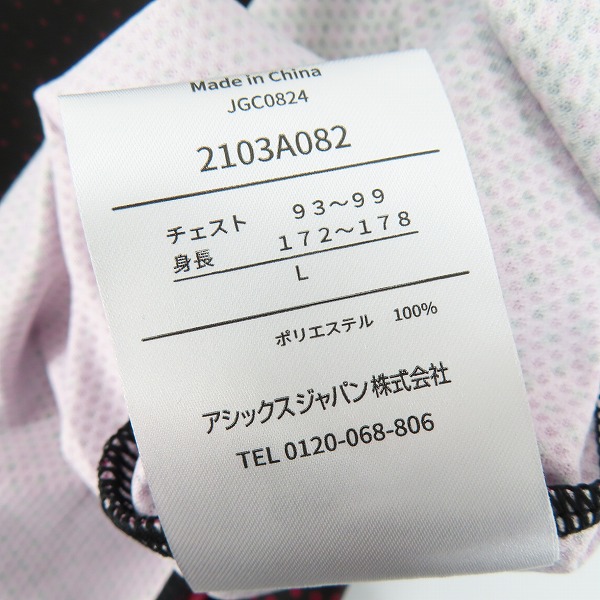 Made in China
JGC0824
2103A082
チェスト ９３～９９
身長 １７２～１７８
L
ポリエステル 100%
アシックスジャパン株式会社
TEL 0120-068-806